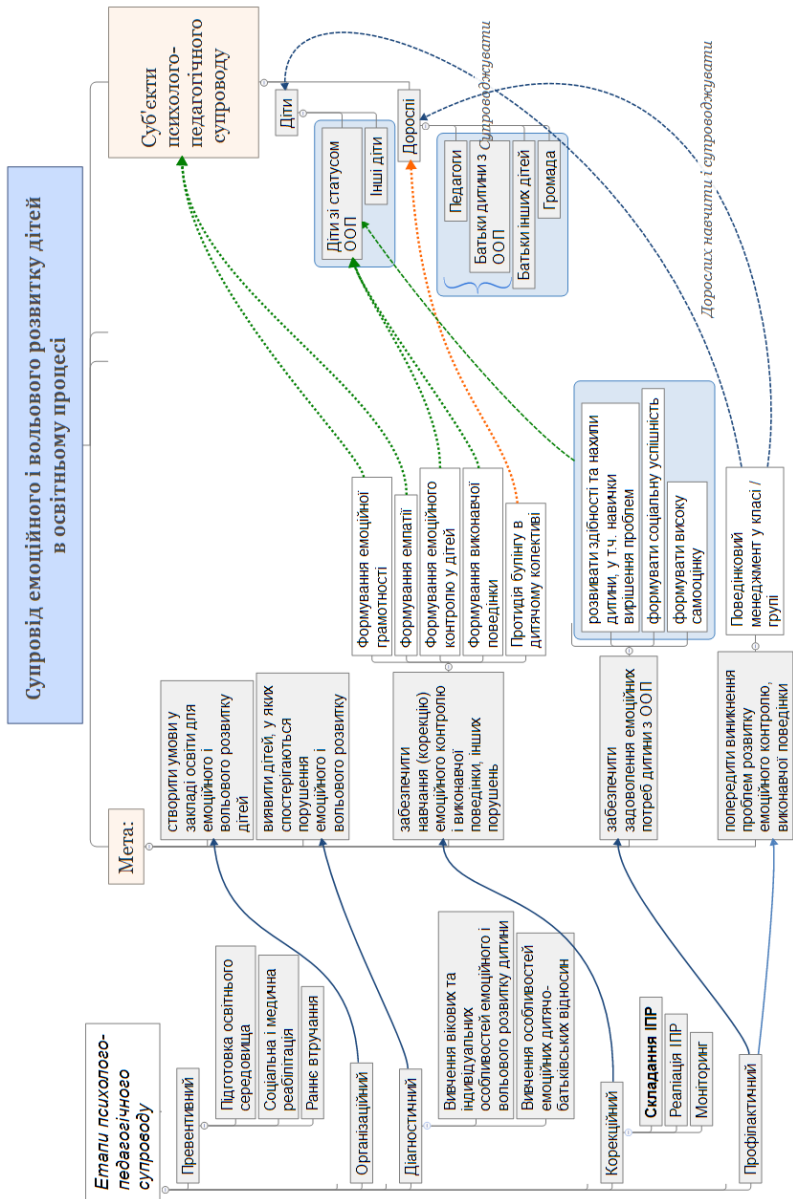 Супровід емоційного і вольового розвитку дітей
в освітньому процесі
Етапи психолого-
педагогічного
супроводу
Превентивний
Підготовка освітнього
середовища
Соціальна і медична
реабілітація
Раннє втручання
Організаційний
Діагностичний
Вивчення вікових та
індивідуальних
особливостей емоційного і
вольового розвитку дитини
Вивчення особливостей
емоційних дитячо-
батьківських відносин
Корекційний
Складання ІПР
Реаліація ІПР
Моніторинг
Профілактичний
Мета:
створити умови у
закладі освіти для
емоційного і
вольового розвитку
дітей
виявити дітей, у яких
спостерігаються
порушення
емоційного і
вольового розвитку
забезпечити
навчання (корекцію)
емоційного контролю
і виконавчої
поведінки, інших
порушень
Формування емоційної
грамотності
Формування емпатії
Формування емоційного
контролю у дітей
Формування виконавчої
поведінки
Протидія булінгу в
дитячому колективі
забезпечити
задоволення емоційних
потреб дитини з ООП
розвивати здібності та нахили
дитини, у т.ч. навички
вирішення проблем
формувати соціальну успішність
формувати високу
самооцінку
попередити виникнення
проблем розвитку
емоційного контролю,
виконавчої поведінки
Поведінковий
менеджмент у класі /
групі
Суб'єкти
психолого-
педагогічного
супроводу
Діти
Діти зі статусом
ООП
Інші діти
Дорослі
Педагоги
Батьки дитини з
ООП
Батьки інших дітей
Громада
Супроводжувати
Дорослих навчити і супроводжувати